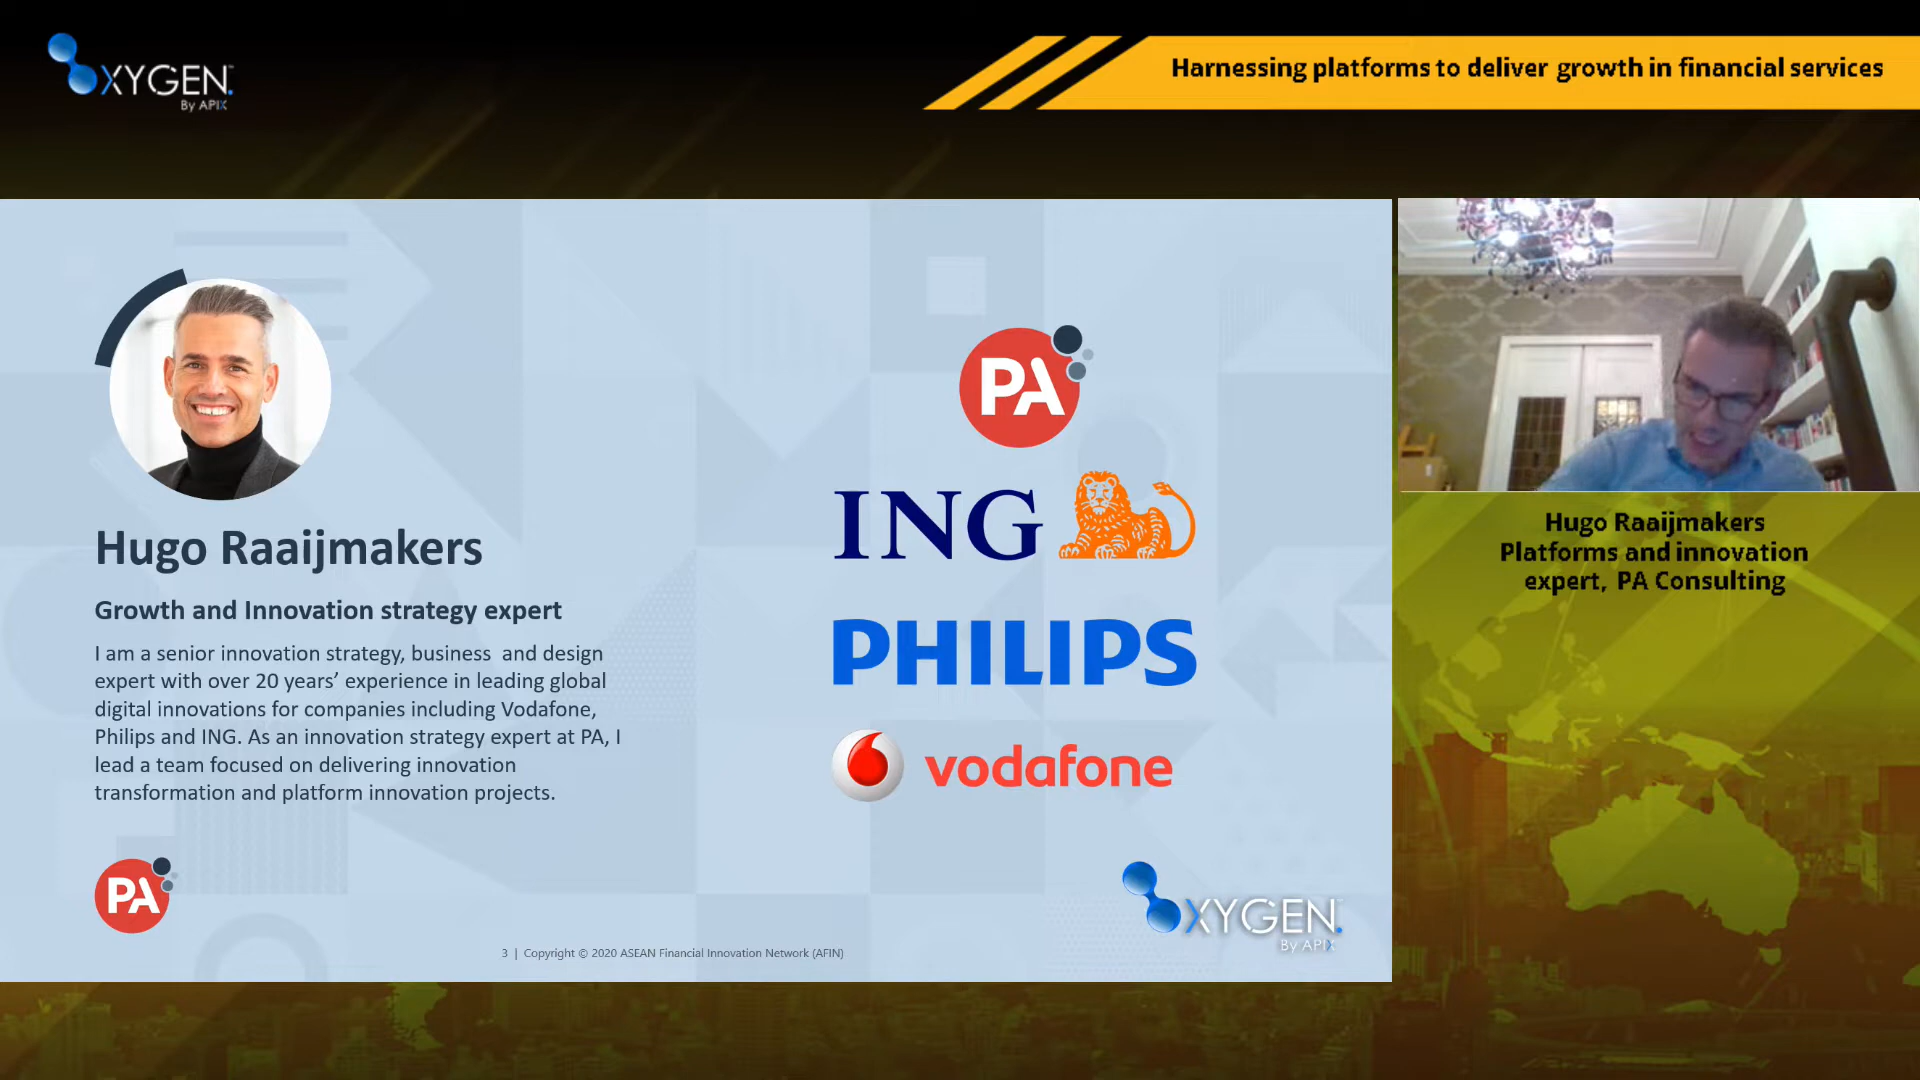 OXYGEN
By APIX
Harnessing platforms to deliver growth in financial services
PA
ING
PHILIPS
vodafone
Hugo Raaijmakers
Growth and Innovation strategy expert
I am a senior innovation strategy, business and design
expert with over 20 years’ experience in leading global
digital innovations for companies including Vodafone,
Philips and ING. As an innovation strategy expert at PA, I
lead a team focused on delivering innovation
transformation and platform innovation projects.
PA
OXYGEN
By APIX
3 | Copyright © 2020 ASEAN Financial Innovation Network (AFIN)
Hugo Raaijmakers
Platforms and innovation
expert, PA Consulting